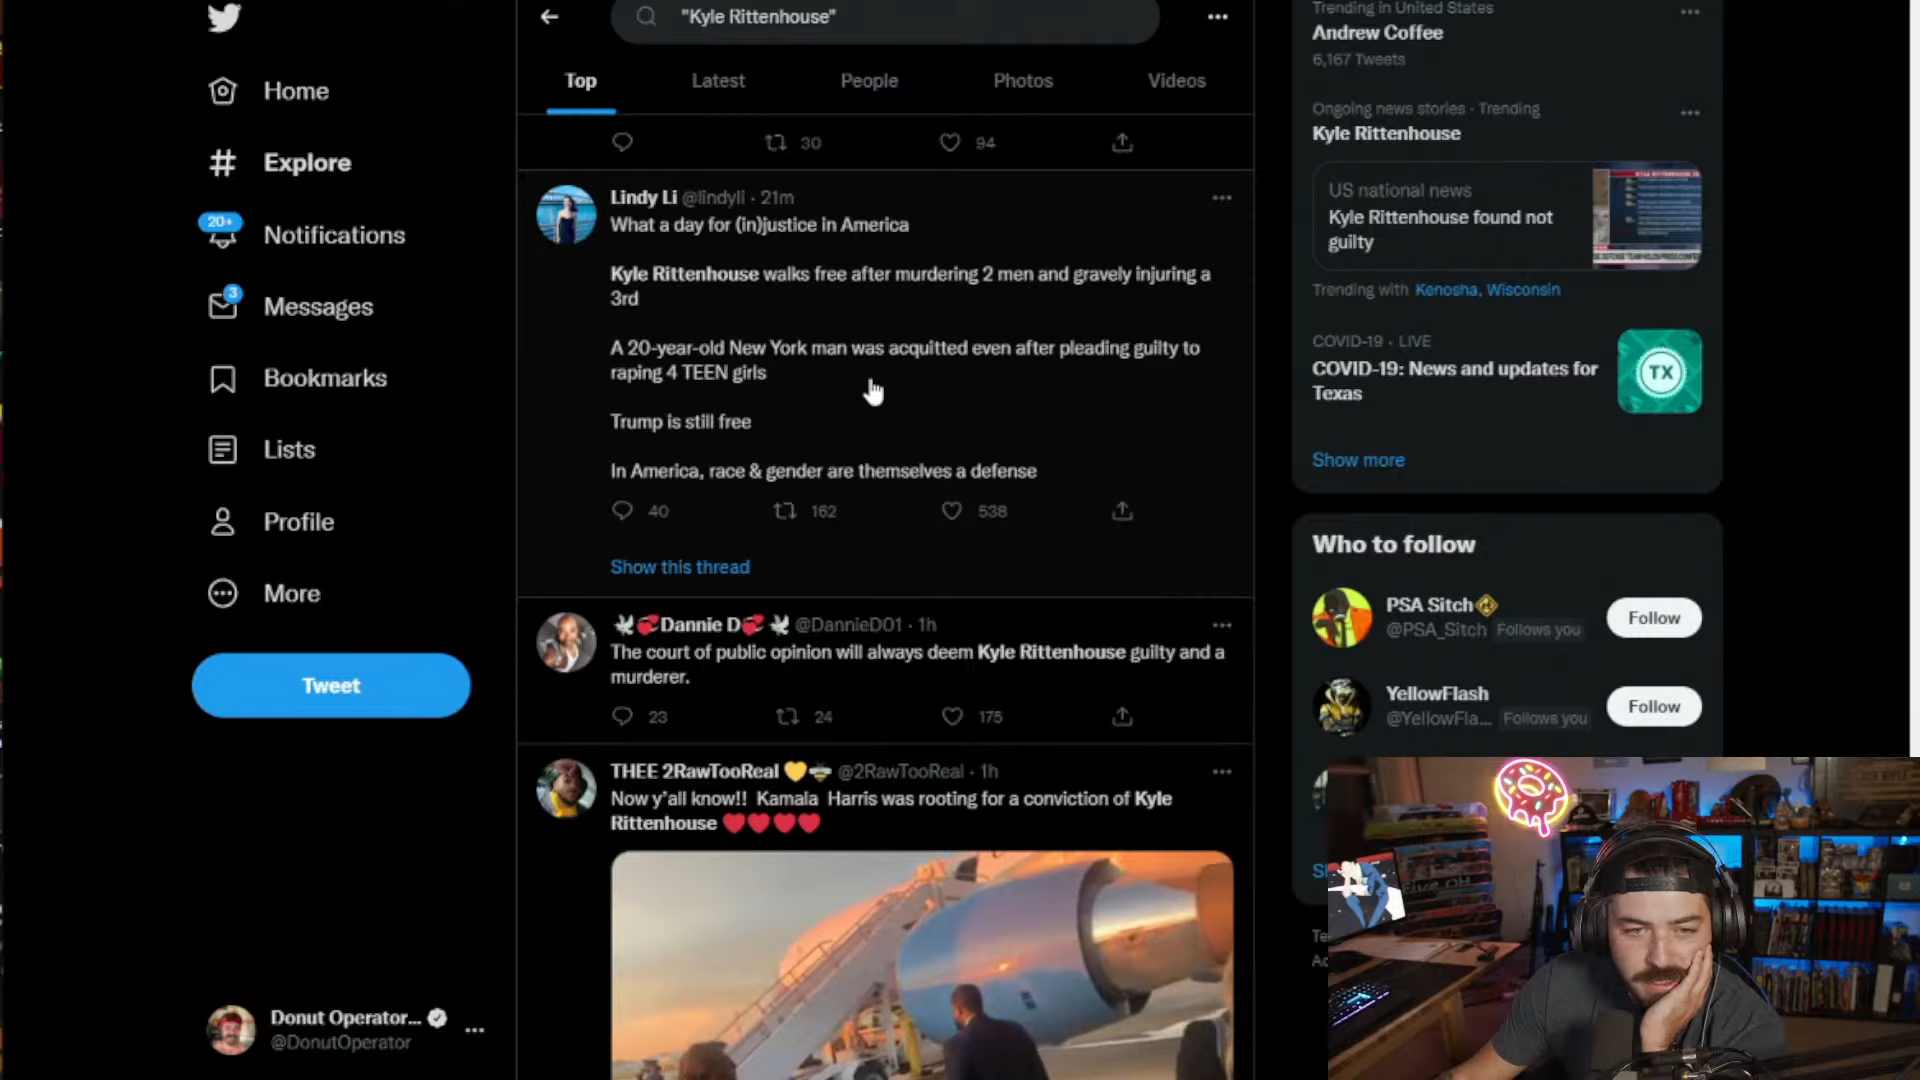 "Kyle Rittenhouse"
Top
Latest
People
Photos
Videos
Home
Explore
20+
Notifications
3
Messages
Bookmarks
Lists
Profile
More
Tweet
Donut Operator...
@DonutOperator
30
94
Lindy Li @lindyli · 21m
What a day for (in)justice in America
Kyle Rittenhouse walks free after murdering 2 men and gravely injuring a
3rd
A 20-year-old New York man was acquitted even after pleading guilty to
raping 4 TEEN girls
Trump is still free
In America, race & gender are themselves a defense
40
162
538
Show this thread
🕊️💞Dannie D💞🕊️ @DannieD01 · 1h
The court of public opinion will always deem Kyle Rittenhouse guilty and a
murderer.
23
24
175
THEE 2RawTooReal 💛🐝 @2RawTooReal · 1h
Now y'all know!! Kamala Harris was rooting for a conviction of Kyle
Rittenhouse ❤️❤️❤️❤️
Trending in United States
Andrew Coffee
6,167 Tweets
Ongoing news stories · Trending
Kyle Rittenhouse
US national news
Kyle Rittenhouse found not
guilty
Trending with Kenosha, Wisconsin
COVID-19 · LIVE
COVID-19: News and updates for
Texas
TX
Show more
Who to follow
PSA Sitch
@PSA_Sitch Follows you
Follow
YellowFlash
@YellowFla... Follows you
Follow